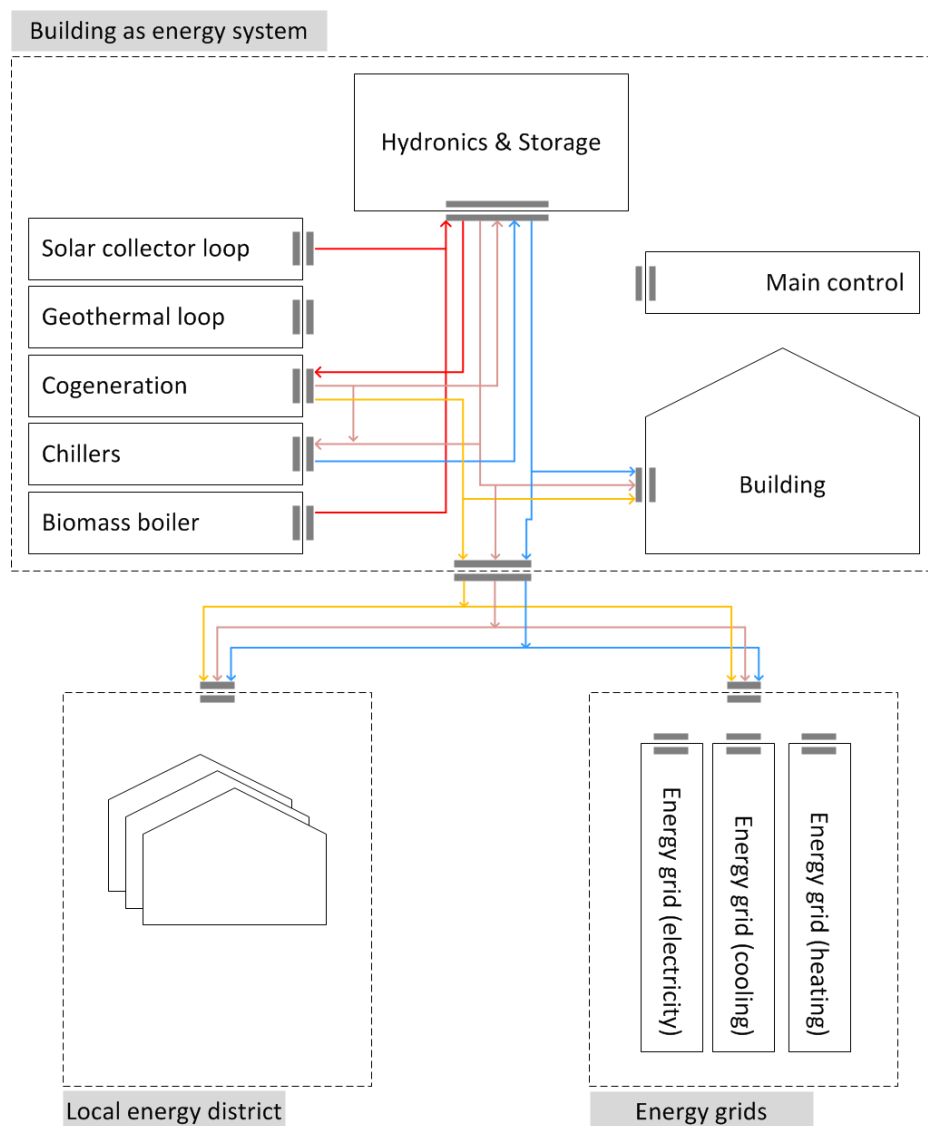 Building as energy system
Hydronics & Storage
Solar collector loop
Geothermal loop
Cogeneration
Chillers
Biomass boiler
Main control
Building
Energy grid (electricity)
Energy grid (cooling)
Energy grid (heating)
Local energy district
Energy grids